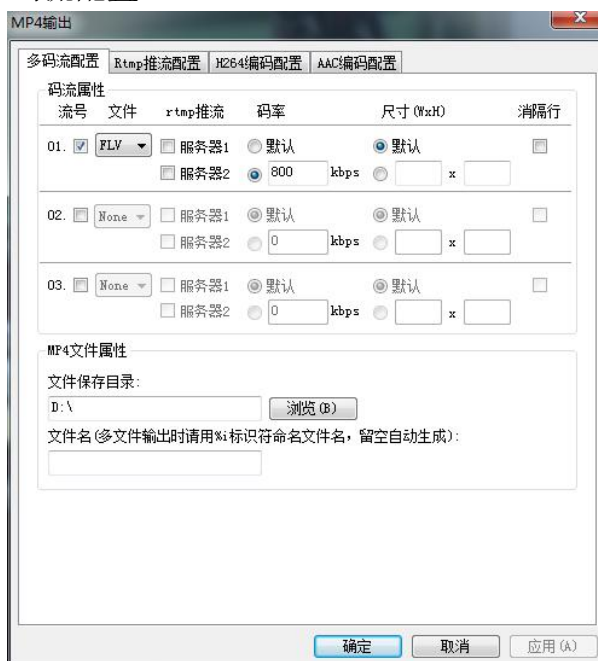 MP4输出
多码流配置 Rtmp推流配置 H264编码配置 AAC编码配置
码流属性
流号 文件 rtmp推流 码率 尺寸(WxH) 消隔行
01. FLV 服务器1 默认 默认
服务器2 800 kbps x
02. None 服务器1 默认 默认
服务器2 0 kbps x
03. None 服务器1 默认 默认
服务器2 0 kbps x
MP4文件属性
文件保存目录:
D:\ 浏览(B)
文件名(多文件输出时请用%i标识符命名文件名，留空自动生成):
确定 取消 应用(A)